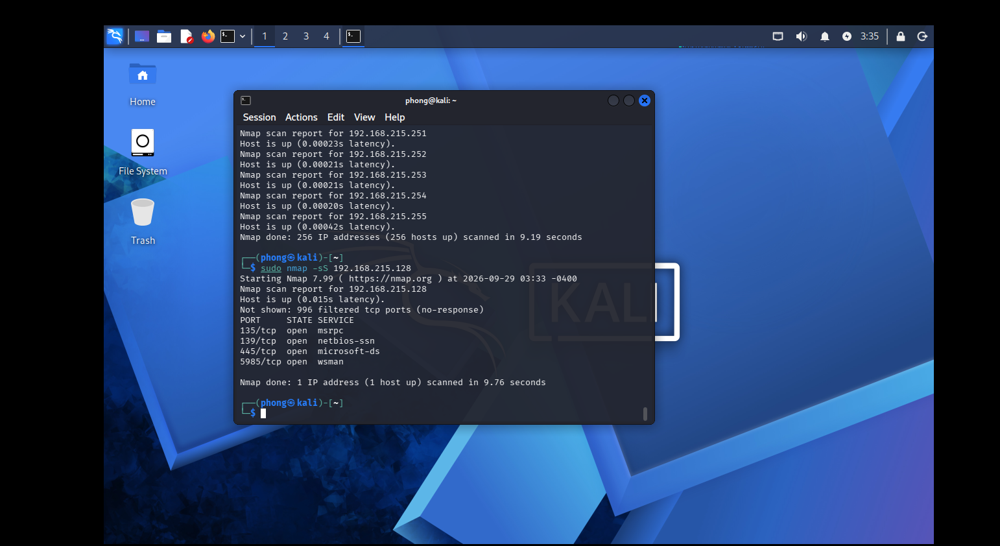 1 2 3 4
3:35
Home
File System
Trash
phong@kali: ~
Session Actions Edit View Help
Nmap scan report for 192.168.215.251
Host is up (0.00023s latency).
Nmap scan report for 192.168.215.252
Host is up (0.00021s latency).
Nmap scan report for 192.168.215.253
Host is up (0.00021s latency).
Nmap scan report for 192.168.215.254
Host is up (0.00020s latency).
Nmap scan report for 192.168.215.255
Host is up (0.00042s latency).
Nmap done: 256 IP addresses (256 hosts up) scanned in 9.19 seconds
┌──(phong㉿kali)-[~]
└─$ sudo nmap -sS 192.168.215.128
Starting Nmap 7.99 ( https://nmap.org ) at 2026-09-29 03:33 -0400
Nmap scan report for 192.168.215.128
Host is up (0.015s latency).
Not shown: 996 filtered tcp ports (no-response)
PORT     STATE SERVICE
135/tcp  open  msrpc
139/tcp  open  netbios-ssn
445/tcp  open  microsoft-ds
5985/tcp open  wsman
Nmap done: 1 IP address (1 host up) scanned in 9.76 seconds
┌──(phong㉿kali)-[~]
└─$
KALI